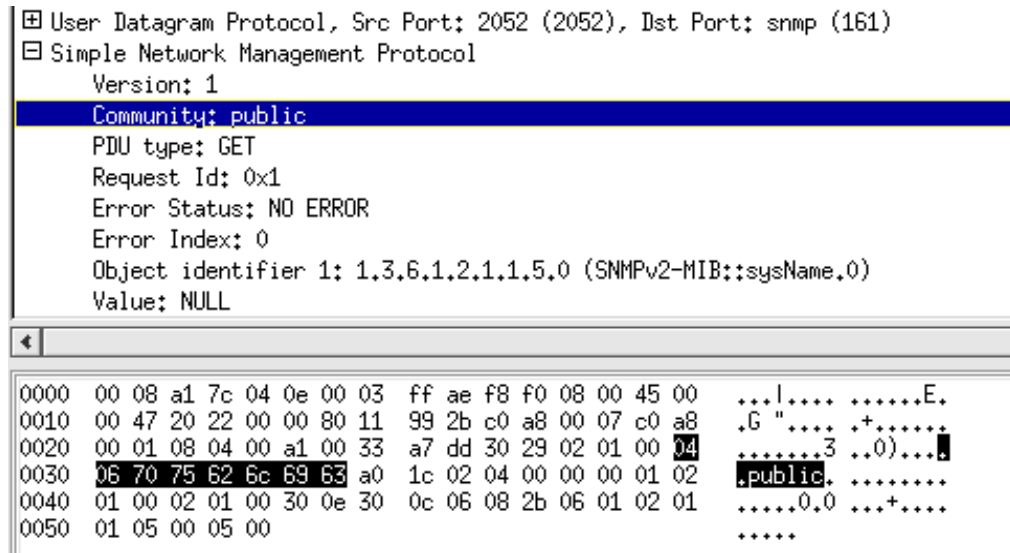 User Datagram Protocol, Src Port: 2052 (2052), Dst Port: snmp (161)
Simple Network Management Protocol
Version: 1
Community: public
PDU type: GET
Request Id: 0x1
Error Status: NO ERROR
Error Index: 0
Object identifier 1: 1.3.6.1.2.1.1.5.0 (SNMPv2-MIB::sysName.0)
Value: NULL
0000 00 08 a1 7c 04 0e 00 03 ff ae f8 f0 08 00 45 00 ...|.... ......E.
0010 00 47 20 22 00 00 80 11 99 2b c0 a8 00 07 c0 a8 .G ".... .+......
0020 00 01 08 04 00 a1 00 33 a7 dd 30 29 02 01 00 04 .......3 ..0)....
0030 06 70 75 62 6c 69 63 a0 1c 02 04 00 00 00 01 02 .public. ........
0040 01 00 02 01 00 30 0e 30 0c 06 08 2b 06 01 02 01 .....0.0 ...+....
0050 01 05 00 05 00 .....